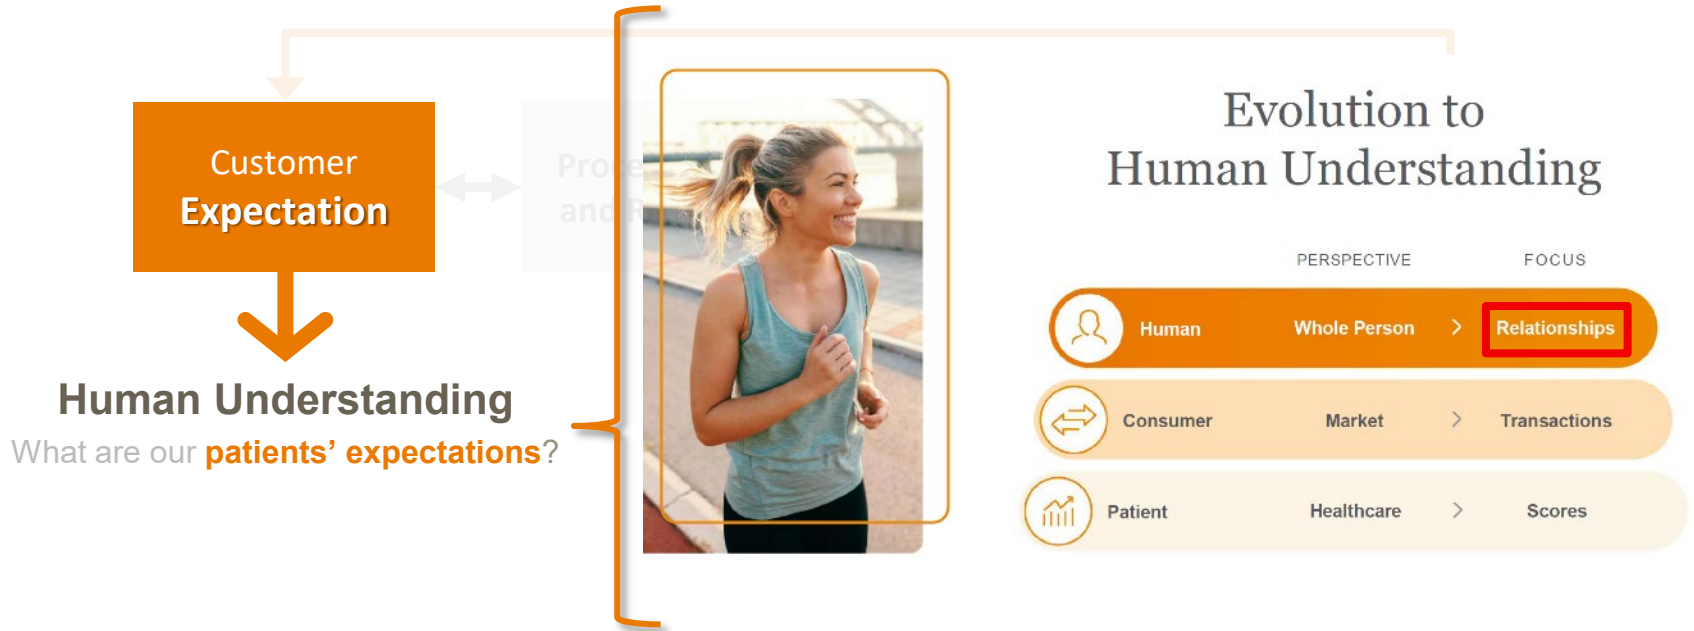 Customer
Expectation
Human Understanding
What are our patients’ expectations?
Evolution to
Human Understanding
PERSPECTIVE FOCUS
Human Whole Person > Relationships
Consumer Market > Transactions
Patient Healthcare > Scores